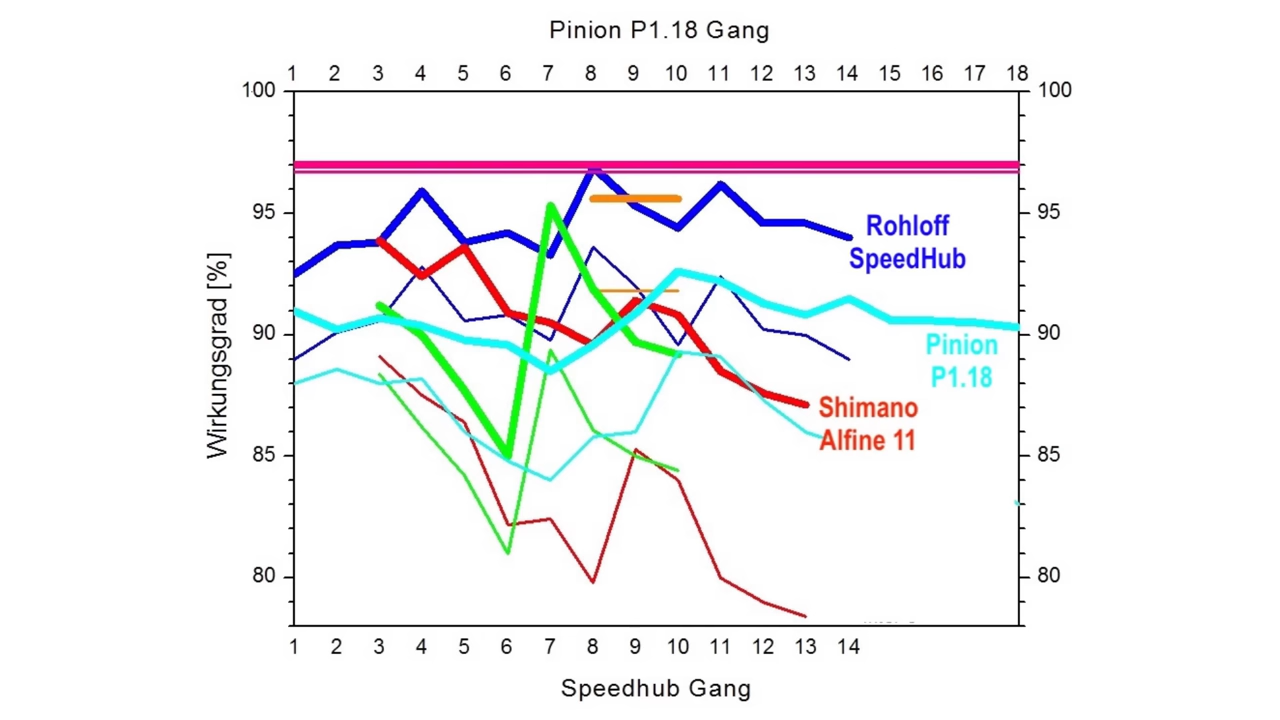 Pinion P1.18 Gang
1 2 3 4 5 6 7 8 9 10 11 12 13 14 15 16 17 18
100 100
95 95
Rohloff
SpeedHub
Wirkungsgrad [%]
90 90
Pinion
P1.18
Shimano
Alfine 11
85 85
80 80
1 2 3 4 5 6 7 8 9 10 11 12 13 14
Speedhub Gang